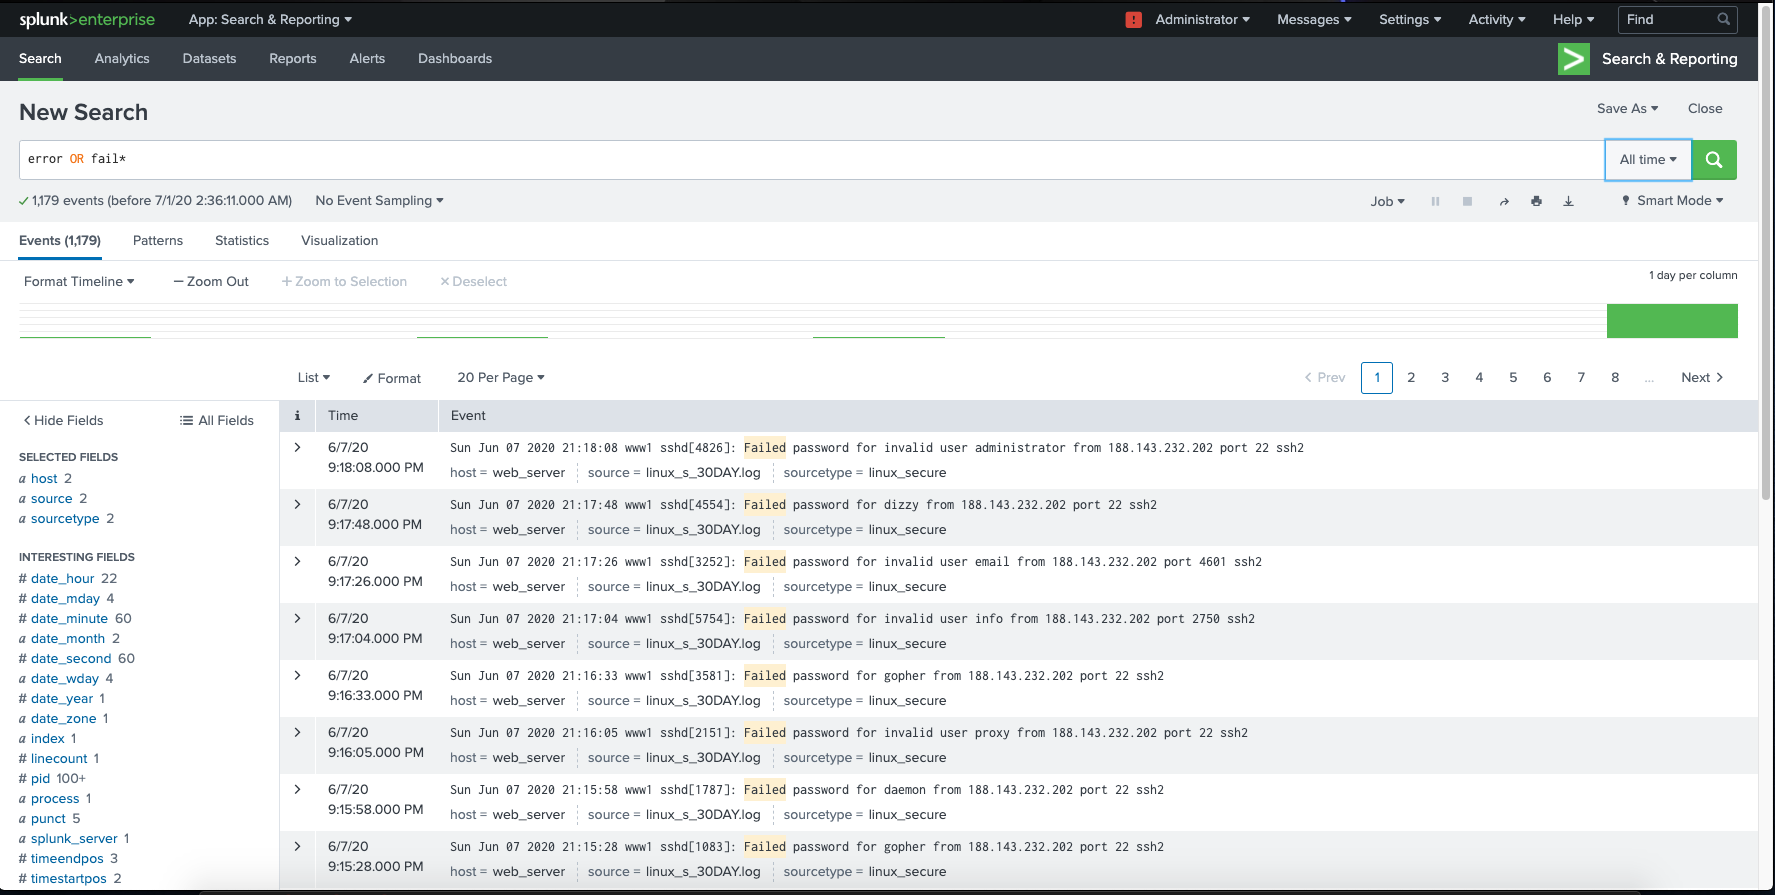 splunk>enterprise App: Search & Reporting ! Administrator Messages Settings Activity Help Find
Search Analytics Datasets Reports Alerts Dashboards Search & Reporting
New Search Save As Close
error OR fail* All time
1,179 events (before 7/1/20 2:36:11.000 AM) No Event Sampling Job Smart Mode
Events (1,179) Patterns Statistics Visualization
Format Timeline — Zoom Out + Zoom to Selection × Deselect 1 day per column
List Format 20 Per Page < Prev 1 2 3 4 5 6 7 8 ... Next >
< Hide Fields All Fields
SELECTED FIELDS
a host 2
a source 2
a sourcetype 2
INTERESTING FIELDS
# date_hour 22
# date_mday 4
# date_minute 60
a date_month 2
# date_second 60
a date_wday 4
# date_year 1
a date_zone 1
a index 1
# linecount 1
# pid 100+
a process 1
a punct 5
a splunk_server 1
# timeendpos 3
# timestartpos 2
i Time Event
6/7/20 Sun Jun 07 2020 21:18:08 www1 sshd[4826]: Failed password for invalid user administrator from 188.143.232.202 port 22 ssh2
9:18:08.000 PM host = web_server source = linux_s_30DAY.log sourcetype = linux_secure
6/7/20 Sun Jun 07 2020 21:17:48 www1 sshd[4554]: Failed password for dizzy from 188.143.232.202 port 22 ssh2
9:17:48.000 PM host = web_server source = linux_s_30DAY.log sourcetype = linux_secure
6/7/20 Sun Jun 07 2020 21:17:26 www1 sshd[3252]: Failed password for invalid user email from 188.143.232.202 port 4601 ssh2
9:17:26.000 PM host = web_server source = linux_s_30DAY.log sourcetype = linux_secure
6/7/20 Sun Jun 07 2020 21:17:04 www1 sshd[5754]: Failed password for invalid user info from 188.143.232.202 port 2750 ssh2
9:17:04.000 PM host = web_server source = linux_s_30DAY.log sourcetype = linux_secure
6/7/20 Sun Jun 07 2020 21:16:33 www1 sshd[3581]: Failed password for gopher from 188.143.232.202 port 22 ssh2
9:16:33.000 PM host = web_server source = linux_s_30DAY.log sourcetype = linux_secure
6/7/20 Sun Jun 07 2020 21:16:05 www1 sshd[2151]: Failed password for invalid user proxy from 188.143.232.202 port 22 ssh2
9:16:05.000 PM host = web_server source = linux_s_30DAY.log sourcetype = linux_secure
6/7/20 Sun Jun 07 2020 21:15:58 www1 sshd[1787]: Failed password for daemon from 188.143.232.202 port 22 ssh2
9:15:58.000 PM host = web_server source = linux_s_30DAY.log sourcetype = linux_secure
6/7/20 Sun Jun 07 2020 21:15:28 www1 sshd[1083]: Failed password for gopher from 188.143.232.202 port 22 ssh2
9:15:28.000 PM host = web_server source = linux_s_30DAY.log sourcetype = linux_secure